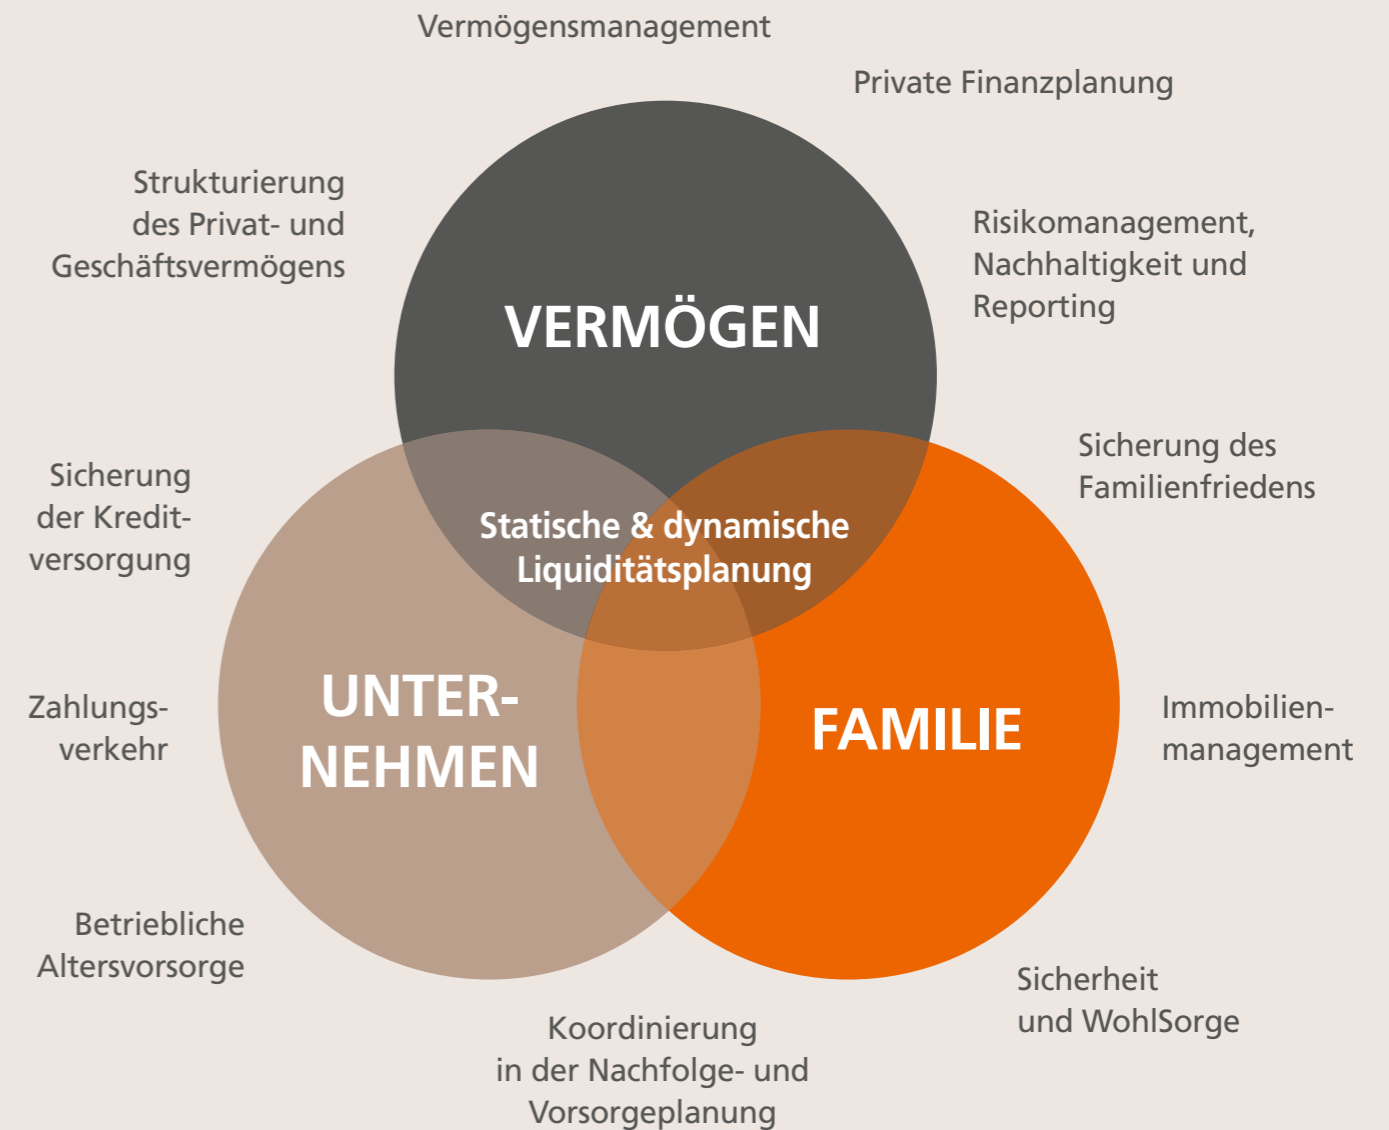 Vermögensmanagement
Private Finanzplanung
Strukturierung
des Privat- und
Geschäftsvermögens
Risikomanagement,
Nachhaltigkeit und
Reporting
VERMÖGEN
Sicherung des
Familienfriedens
Sicherung
der Kredit-
versorgung
Statische & dynamische
Liquiditätsplanung
UNTER-
NEHMEN
FAMILIE
Zahlungs-
verkehr
Immobilien-
management
Betriebliche
Altersvorsorge
Sicherheit
und WohlSorge
Koordinierung
in der Nachfolge- und
Vorsorgeplanung